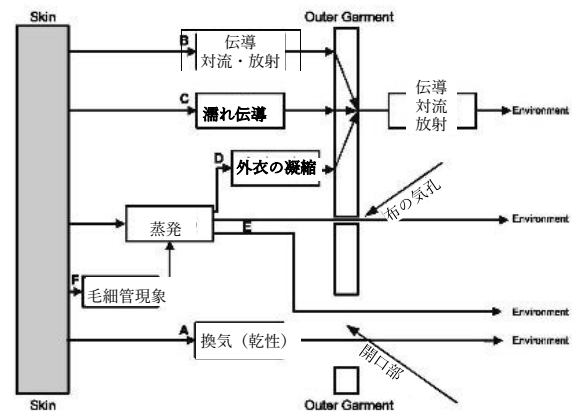 Skin
Outer Garment
B
伝導
対流・放射
C
濡れ伝導
伝導
対流
放射
Environment
D
外衣の凝縮
布の気孔
蒸発
E
Environment
F
毛細管現象
Environment
A
換気（乾性）
Environment
開口部
Skin
Outer Garment